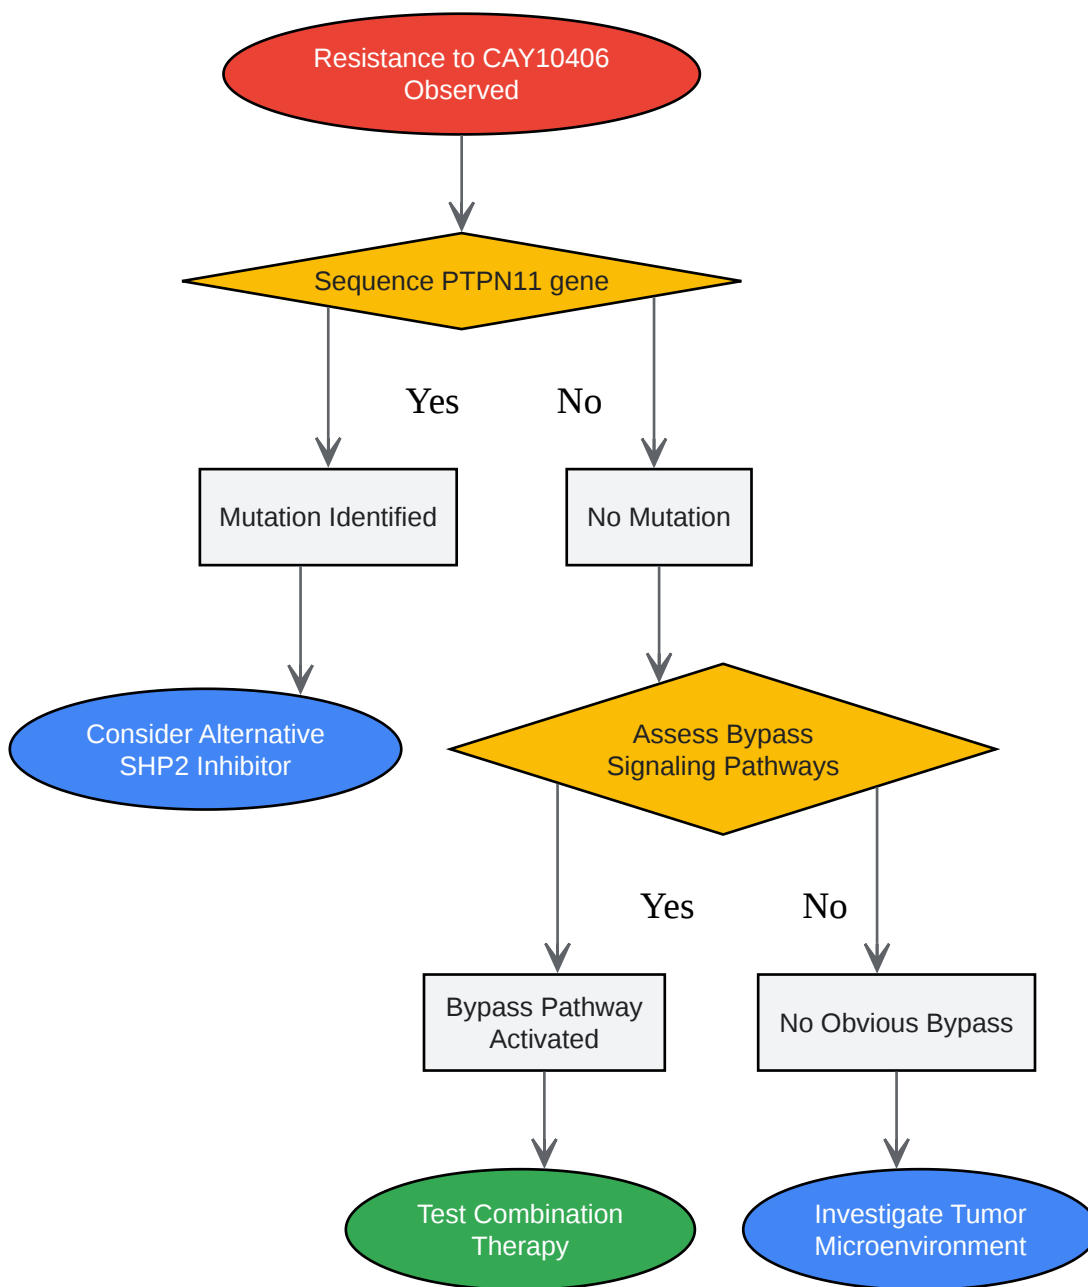 Resistance to CAY10406
Observed
Sequence PTPN11 gene
Yes
No
Mutation Identified
No Mutation
Consider Alternative
SHP2 Inhibitor
Assess Bypass
Signaling Pathways
Yes
No
Bypass Pathway
Activated
No Obvious Bypass
Test Combination
Therapy
Investigate Tumor
Microenvironment